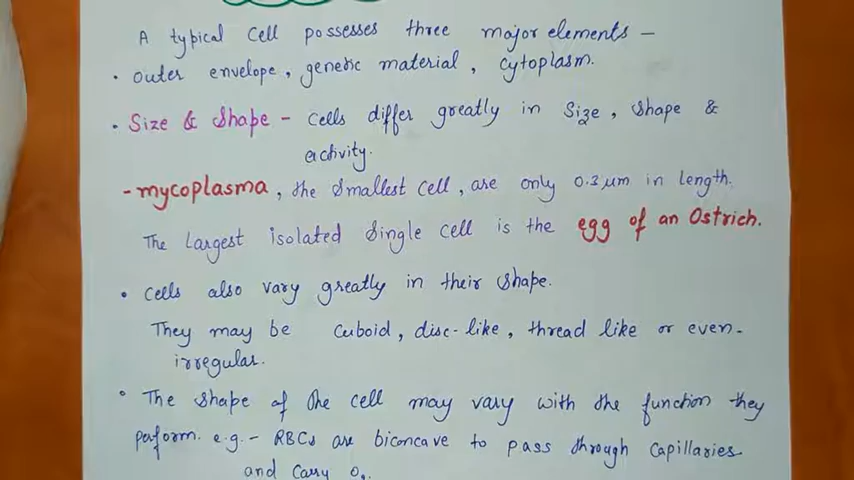 A typical cell possesses three major elements -
• outer envelope, genetic material, cytoplasm.
• Size & Shape - cells differ greatly in size, shape &
activity.
- mycoplasma, the smallest cell, are only 0.3 μm in length.
The largest isolated single cell is the egg of an Ostrich.
• cells also vary greatly in their shape.
They may be cuboid, disc-like, thread like or even-
irregular.
• The shape of the cell may vary with the function they
perform. e.g.- RBCs are biconcave to pass through capillaries
and carry O₂.